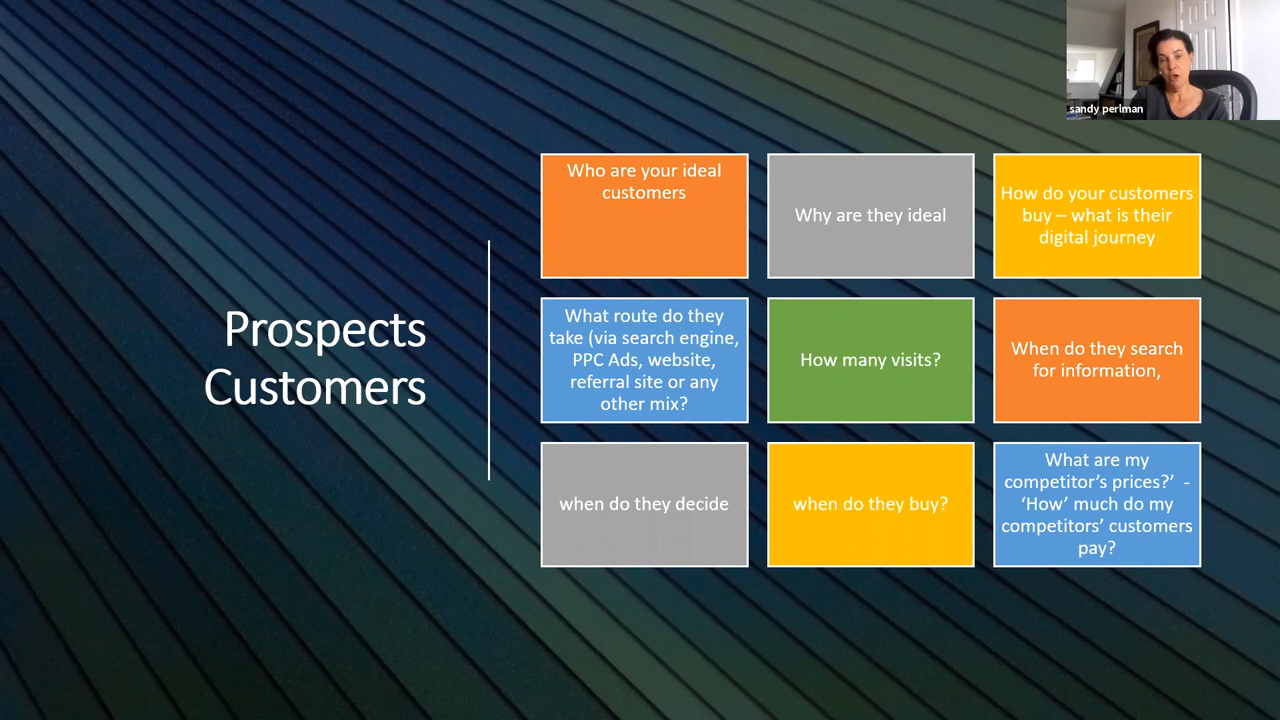 sandy perlman
Prospects
Customers
Who are your ideal
customers
Why are they ideal
How do your customers
buy – what is their
digital journey
What route do they
take (via search engine,
PPC Ads, website,
referral site or any
other mix?
How many visits?
When do they search
for information,
when do they decide
when do they buy?
What are my
competitor’s prices?’  -
‘How’ much do my
competitors’ customers
pay?